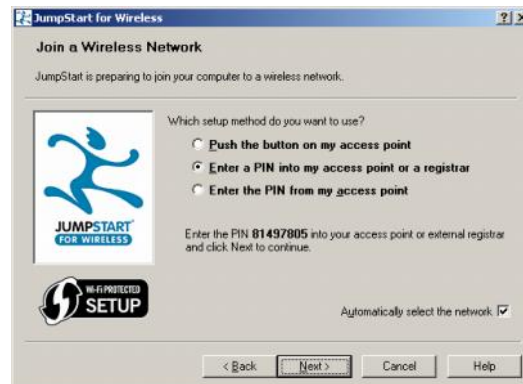 JumpStart for Wireless
Join a Wireless Network
JumpStart is preparing to join your computer to a wireless network.
Which setup method do you want to use?
Push the button on my access point
Enter a PIN into my access point or a registrar
Enter the PIN from my access point
JUMPSTART
FOR WIRELESS
Enter the PIN 81497805 into your access point or external registrar
and click Next to continue.
Wi-Fi PROTECTED
SETUP
Automatically select the network
< Back
Next >
Cancel
Help